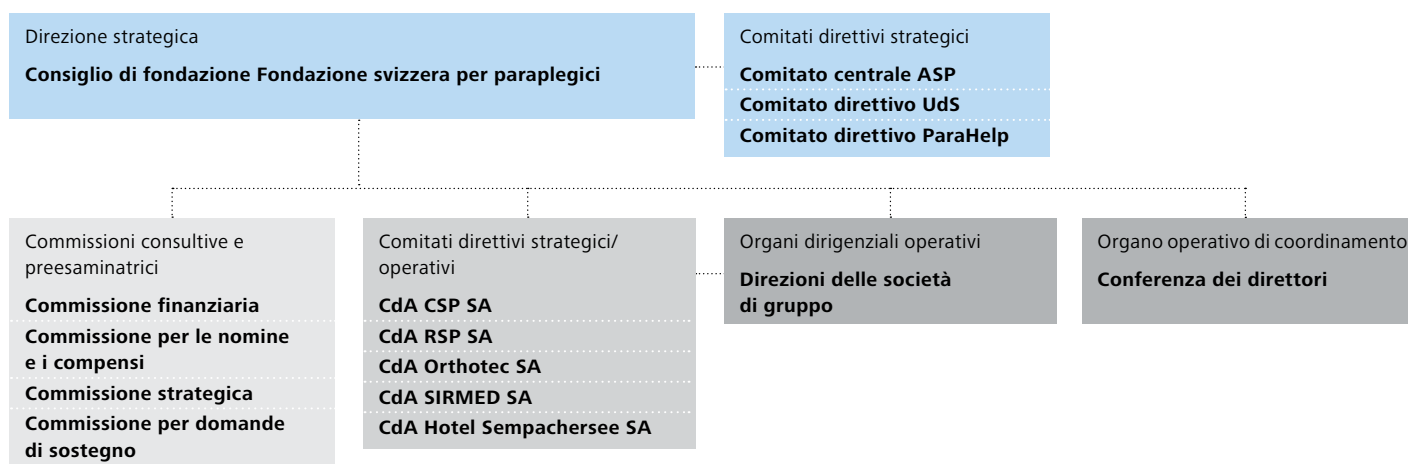 Direzione strategica
Consiglio di fondazione Fondazione svizzera per paraplegici
Comitati direttivi strategici
Comitato centrale ASP
Comitato direttivo UdS
Comitato direttivo ParaHelp
Commissioni consultive e
preesaminatrici
Commissione finanziaria
Commissione per le nomine
e i compensi
Commissione strategica
Commissione per domande
di sostegno
Comitati direttivi strategici/
operativi
CdA CSP SA
CdA RSP SA
CdA Orthotec SA
CdA SIRMED SA
CdA Hotel Sempachersee SA
Organi dirigenziali operativi
Direzioni delle società
di gruppo
Organo operativo di coordinamento
Conferenza dei direttori